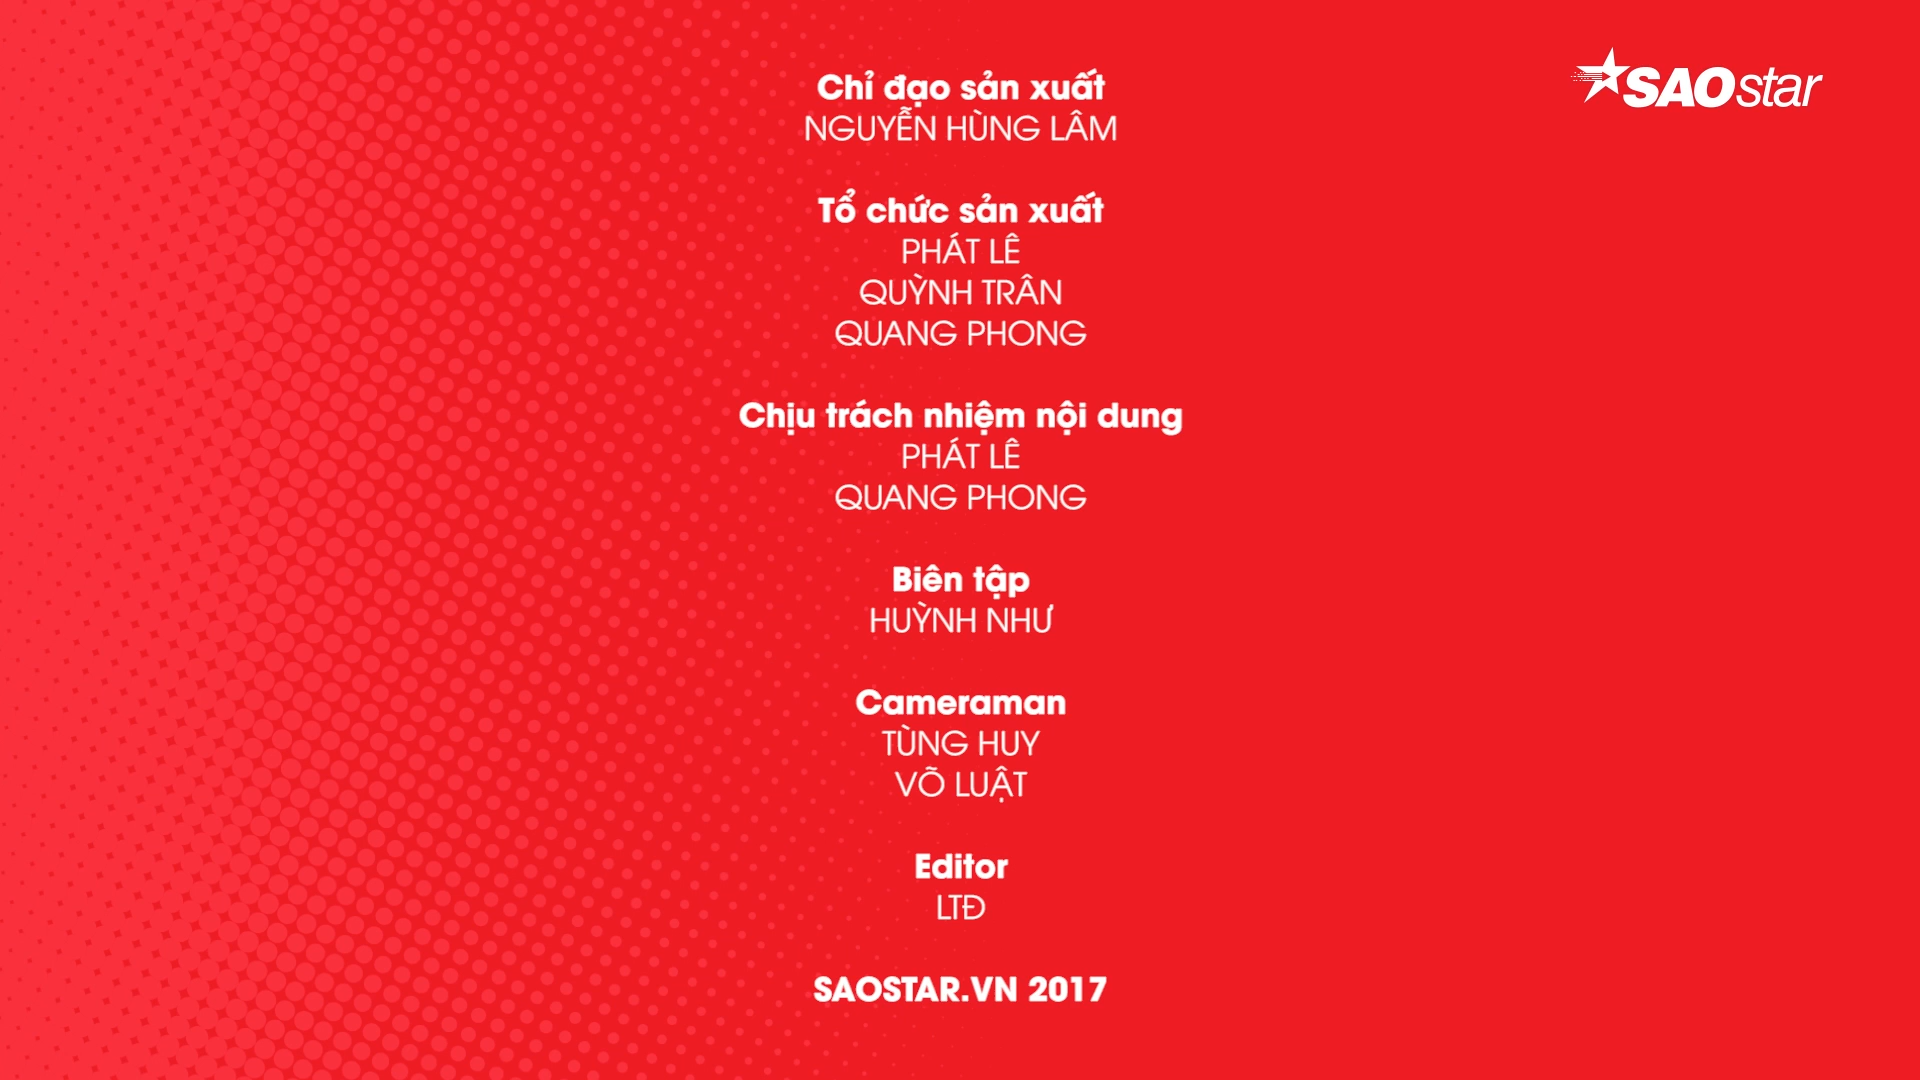 SAOstar
Chỉ đạo sản xuất
NGUYỄN HÙNG LÂM
Tổ chức sản xuất
PHÁT LÊ
QUỲNH TRÂN
QUANG PHONG
Chịu trách nhiệm nội dung
PHÁT LÊ
QUANG PHONG
Biên tập
HUỲNH NHƯ
Cameraman
TÙNG HUY
VÕ LUẬT
Editor
LTĐ
SAOSTAR.VN 2017